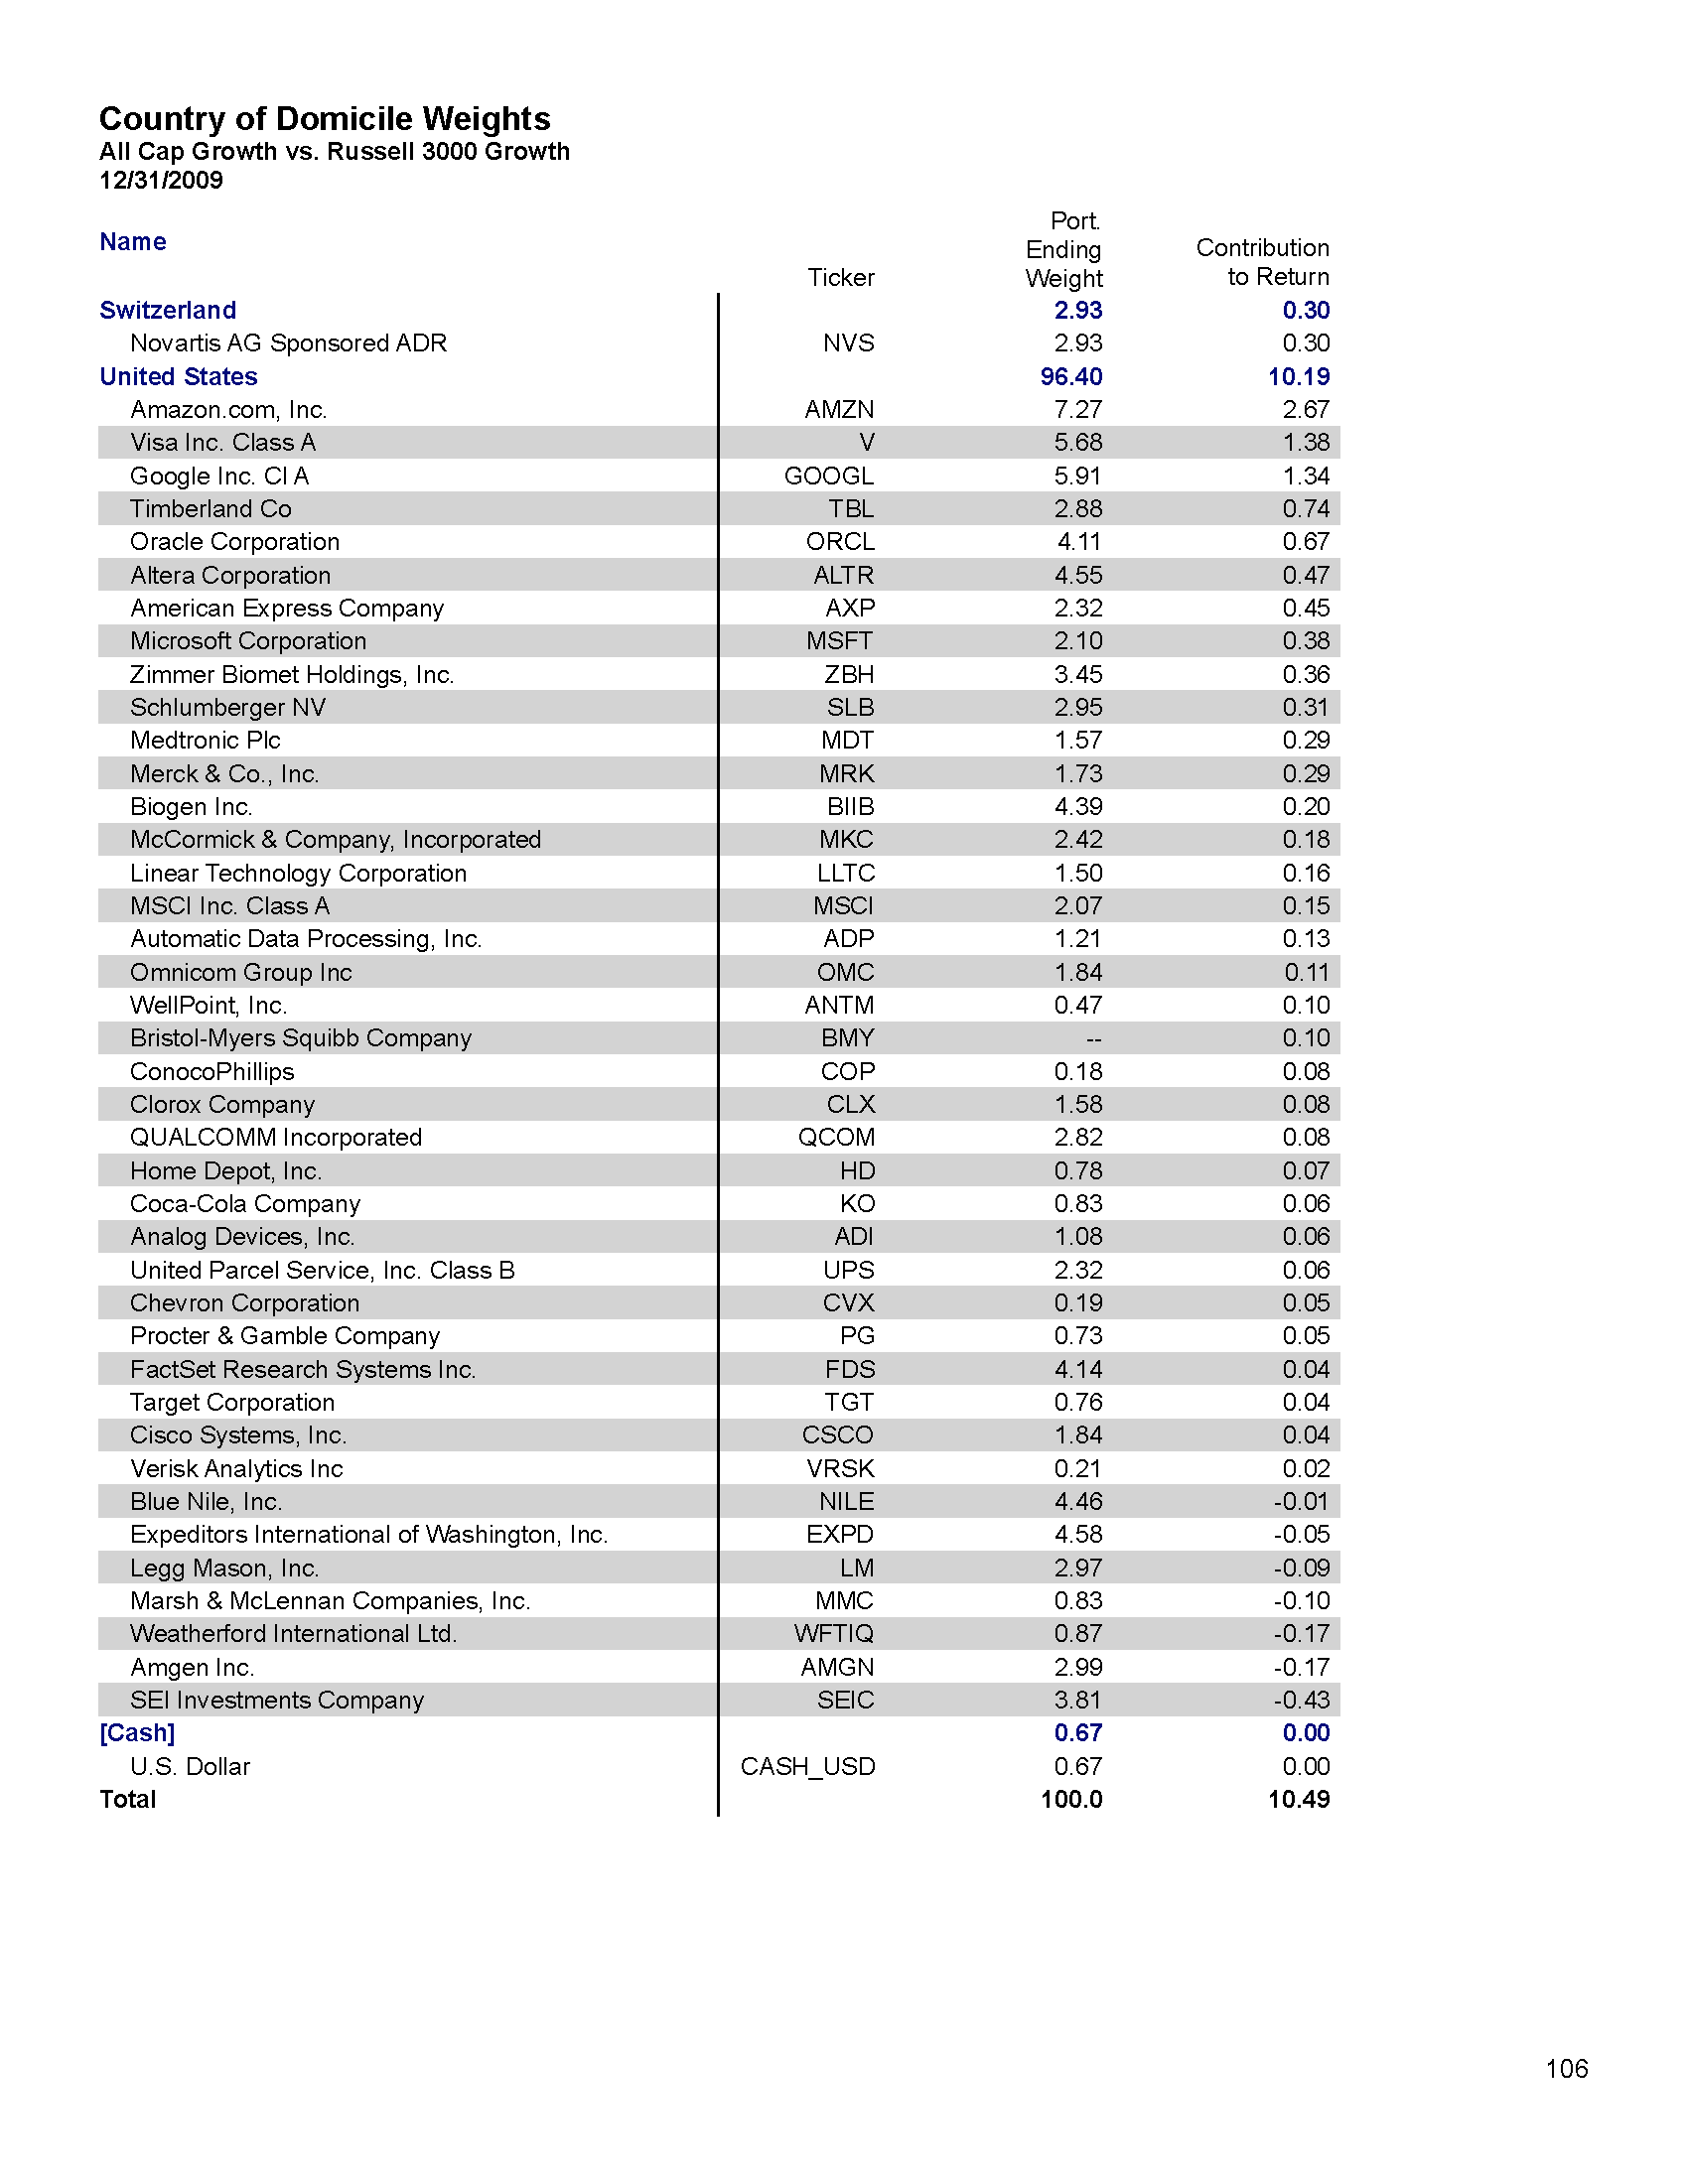 Country of Domicile Weights
All Cap Growth vs. Russell 3000 Growth
12/31/2009
Name Ticker Port. Ending Weight Contribution to Return
Switzerland 2.93 0.30
Novartis AG Sponsored ADR NVS 2.93 0.30
United States 96.40 10.19
Amazon.com, Inc. AMZN 7.27 2.67
Visa Inc. Class A V 5.68 1.38
Google Inc. Cl A GOOGL 5.91 1.34
Timberland Co TBL 2.88 0.74
Oracle Corporation ORCL 4.11 0.67
Altera Corporation ALTR 4.55 0.47
American Express Company AXP 2.32 0.45
Microsoft Corporation MSFT 2.10 0.38
Zimmer Biomet Holdings, Inc. ZBH 3.45 0.36
Schlumberger NV SLB 2.95 0.31
Medtronic Plc MDT 1.57 0.29
Merck & Co., Inc. MRK 1.73 0.29
Biogen Inc. BIIB 4.39 0.20
McCormick & Company, Incorporated MKC 2.42 0.18
Linear Technology Corporation LLTC 1.50 0.16
MSCI Inc. Class A MSCI 2.07 0.15
Automatic Data Processing, Inc. ADP 1.21 0.13
Omnicom Group Inc OMC 1.84 0.11
WellPoint, Inc. ANTM 0.47 0.10
Bristol-Myers Squibb Company BMY -- 0.10
ConocoPhillips COP 0.18 0.08
Clorox Company CLX 1.58 0.08
QUALCOMM Incorporated QCOM 2.82 0.08
Home Depot, Inc. HD 0.78 0.07
Coca-Cola Company KO 0.83 0.06
Analog Devices, Inc. ADI 1.08 0.06
United Parcel Service, Inc. Class B UPS 2.32 0.06
Chevron Corporation CVX 0.19 0.05
Procter & Gamble Company PG 0.73 0.05
FactSet Research Systems Inc. FDS 4.14 0.04
Target Corporation TGT 0.76 0.04
Cisco Systems, Inc. CSCO 1.84 0.04
Verisk Analytics Inc VRSK 0.21 0.02
Blue Nile, Inc. NILE 4.46 -0.01
Expeditors International of Washington, Inc. EXPD 4.58 -0.05
Legg Mason, Inc. LM 2.97 -0.09
Marsh & McLennan Companies, Inc. MMC 0.83 -0.10
Weatherford International Ltd. WFTIQ 0.87 -0.17
Amgen Inc. AMGN 2.99 -0.17
SEI Investments Company SEIC 3.81 -0.43
[Cash] 0.67 0.00
U.S. Dollar CASH_USD 0.67 0.00
Total 100.0 10.49
106